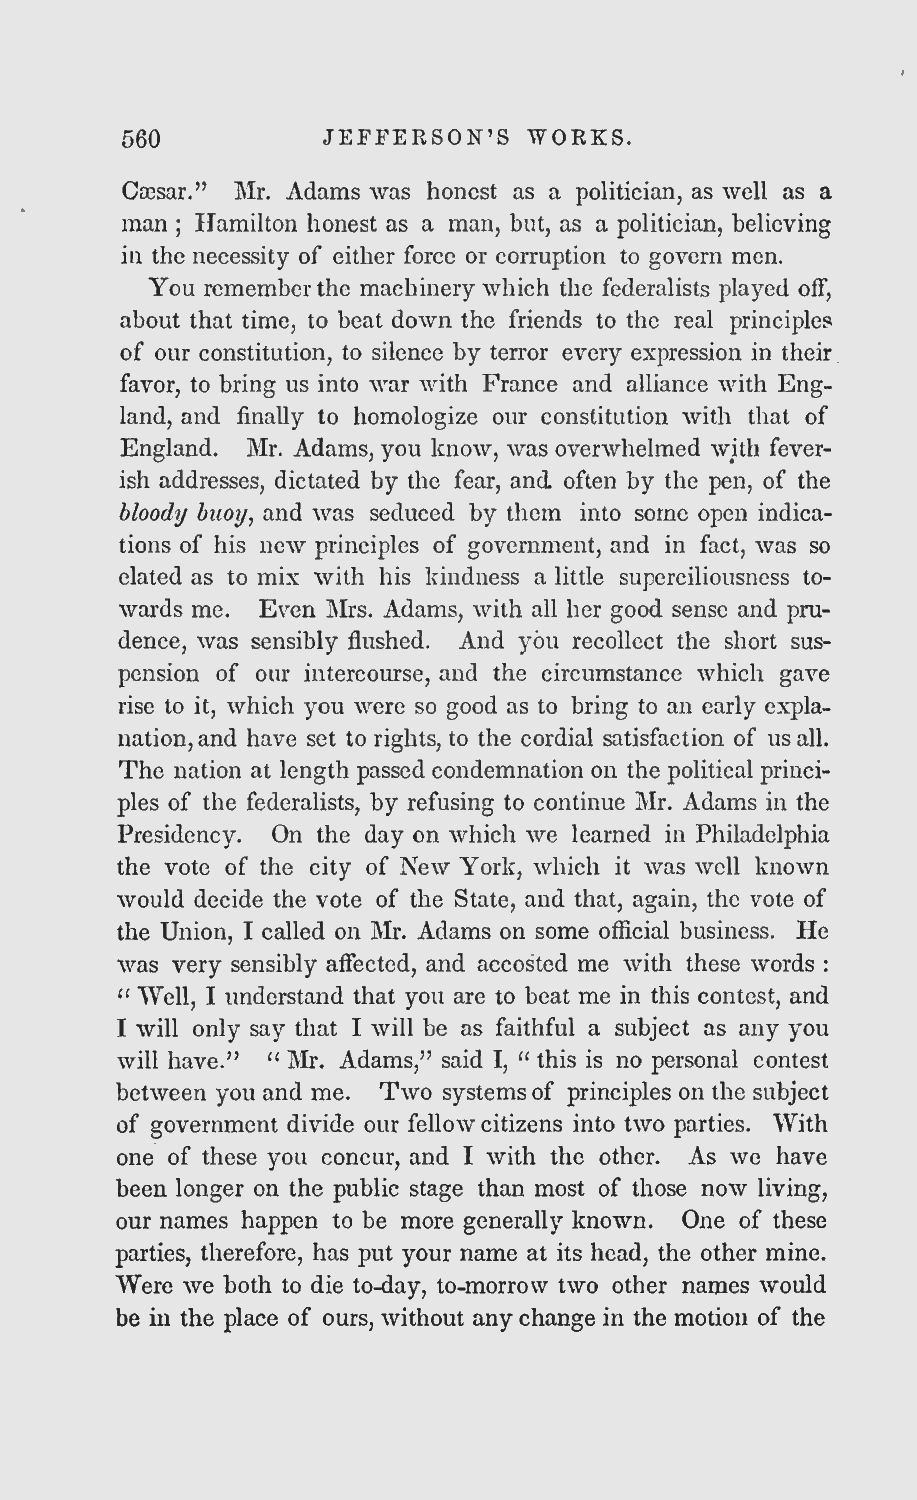 560 JEFFERSON'S WORKS.
Cæsar." Mr. Adams was honest as a politician, as well as a
man ; Hamilton honest as a man, but, as a politician, believing
in the necessity of either force or corruption to govern men.
You remember the machinery which the federalists played off,
about that time, to beat down the friends to the real principles
of our constitution, to silence by terror every expression in their
favor, to bring us into war with France and alliance with Eng-
land, and finally to homologize our constitution with that of
England. Mr. Adams, you know, was overwhelmed with fever-
ish addresses, dictated by the fear, and often by the pen, of the
bloody buoy, and was seduced by them into some open indica-
tions of his new principles of government, and in fact, was so
elated as to mix with his kindness a little superciliousness to-
wards me. Even Mrs. Adams, with all her good sense and pru-
dence, was sensibly flushed. And you recollect the short sus-
pension of our intercourse, and the circumstance which gave
rise to it, which you were so good as to bring to an early expla-
nation, and have set to rights, to the cordial satisfaction of us all.
The nation at length passed condemnation on the political princi-
ples of the federalists, by refusing to continue Mr. Adams in the
Presidency. On the day on which we learned in Philadelphia
the vote of the city of New York, which it was well known
would decide the vote of the State, and that, again, the vote of
the Union, I called on Mr. Adams on some official business. He
was very sensibly affected, and accosted me with these words :
" Well, I understand that you are to beat me in this contest, and
I will only say that I will be as faithful a subject as any you
will have." " Mr. Adams," said I, " this is no personal contest
between you and me. Two systems of principles on the subject
of government divide our fellow citizens into two parties. With
one of these you concur, and I with the other. As we have
been longer on the public stage than most of those now living,
our names happen to be more generally known. One of these
parties, therefore, has put your name at its head, the other mine.
Were we both to die to-day, to-morrow two other names would
be in the place of ours, without any change in the motion of the